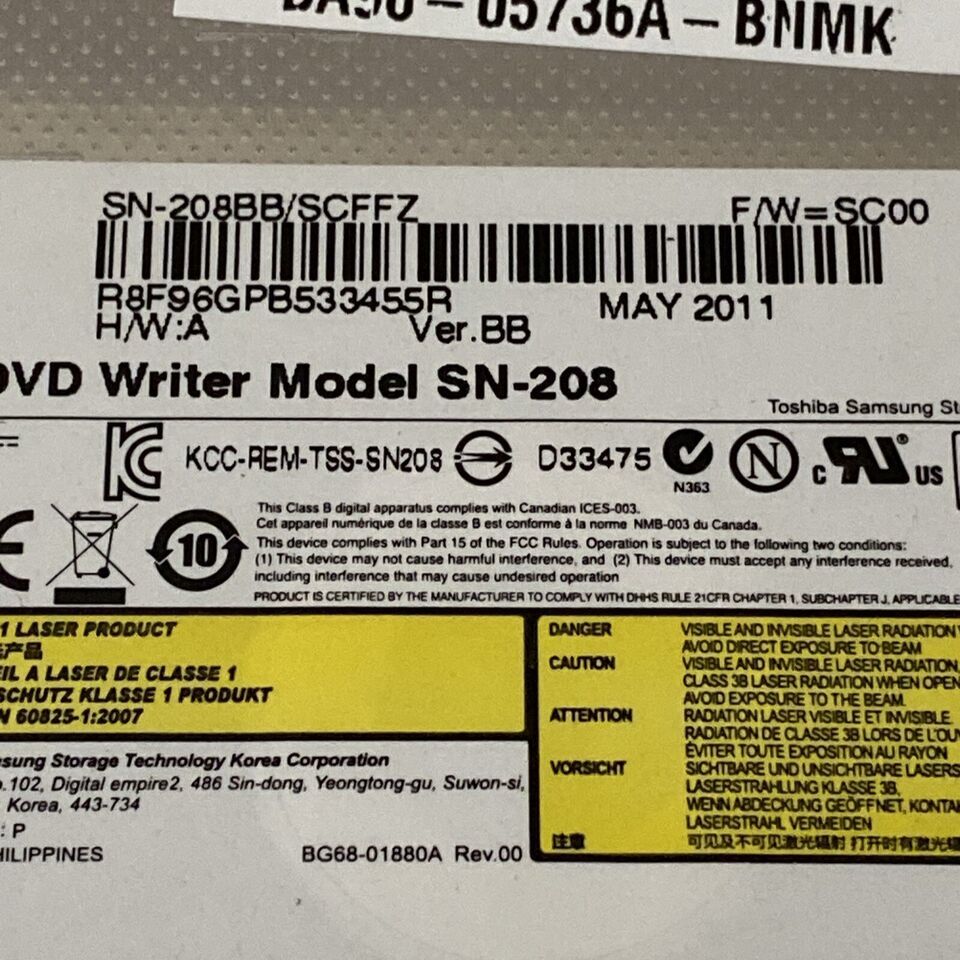 05736A-BNMK
SN-208BB/SCFFZ F/W=SC00
R8F96GPB533455R MAY 2011
H/W:A Ver.BB
DVD Writer Model SN-208
Toshiba Samsung St
KCC-REM-TSS-SN208 D33475 N363 N c RU ® US
This Class B digital apparatus complies with Canadian ICES-003.
Cet appareil numérique de la classe B est conforme à la norme NMB-003 du Canada.
This device complies with Part 15 of the FCC Rules. Operation is subject to the following two conditions:
(1) This device may not cause harmful interference, and (2) This device must accept any interference received,
including interference that may cause undesired operation
PRODUCT IS CERTIFIED BY THE MANUFACTURER TO COMPLY WITH DHHS RULE 21CFR CHAPTER 1, SUBCHAPTER J, APPLICABLE
10
1 LASER PRODUCT
产品
EIL A LASER DE CLASSE 1
SCHUTZ KLASSE 1 PRODUKT
N 60825-1:2007
DANGER VISIBLE AND INVISIBLE LASER RADIATION
AVOID DIRECT EXPOSURE TO BEAM
CAUTION VISIBLE AND INVISIBLE LASER RADIATION,
CLASS 3B LASER RADIATION WHEN OPEN
AVOID EXPOSURE TO THE BEAM.
ATTENTION RADIATION LASER VISIBLE ET INVISIBLE.
RADIATION DE CLASSE 3B LORS DE L'OUV
ÉVITER TOUTE EXPOSITION AU RAYON
VORSICHT SICHTBARE UND UNSICHTBARE LASERS
LASERSTRAHLUNG KLASSE 3B,
WENN ABDECKUNG GEÖFFNET, KONTA
LASERSTRAHL VERMEIDEN
注意 可见及不可见激光辐射 打开时有激光辐
sung Storage Technology Korea Corporation
o.102, Digital empire2, 486 Sin-dong, Yeongtong-gu, Suwon-si,
Korea, 443-734
: P
HILIPPINES BG68-01880A Rev.00